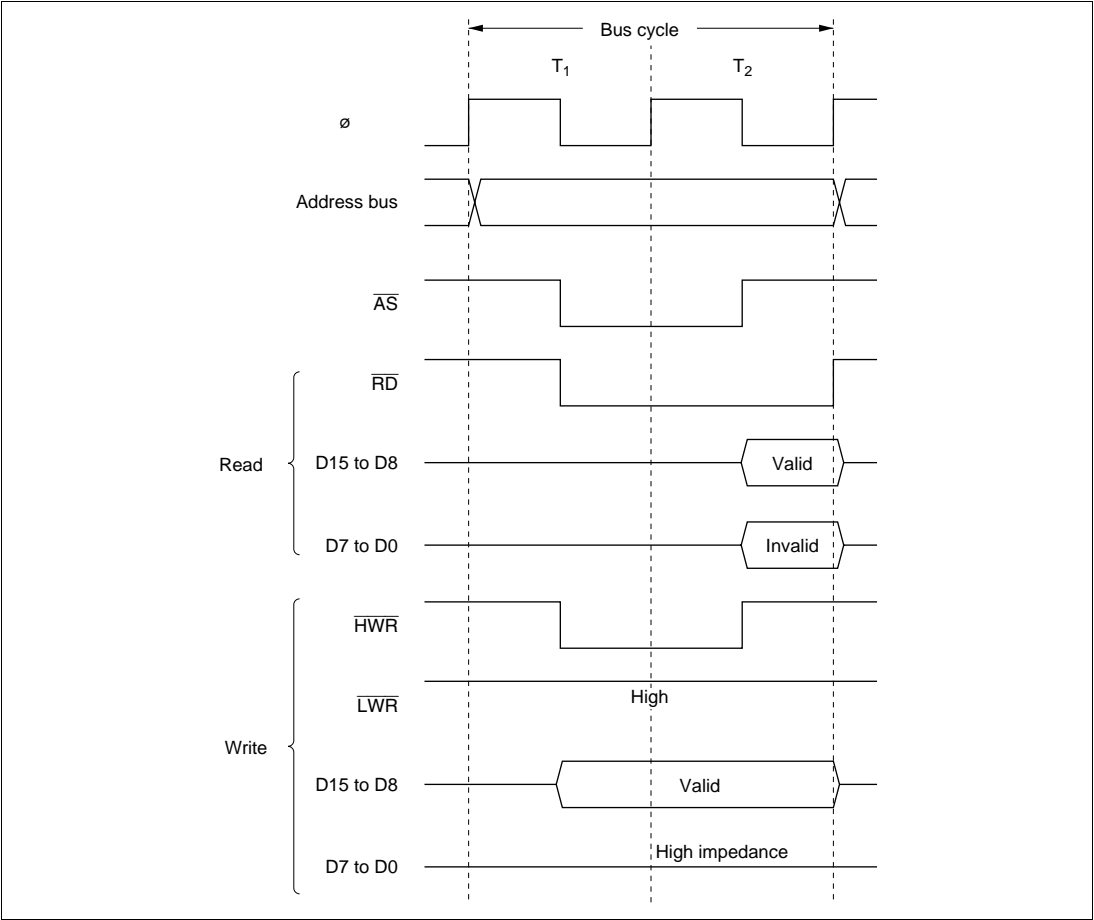 Bus cycle
T1 T2
ø
Address bus
AS
RD
Read
D15 to D8 Valid
D7 to D0 Invalid
HWR
High
LWR
Write
D15 to D8 Valid
High impedance
D7 to D0